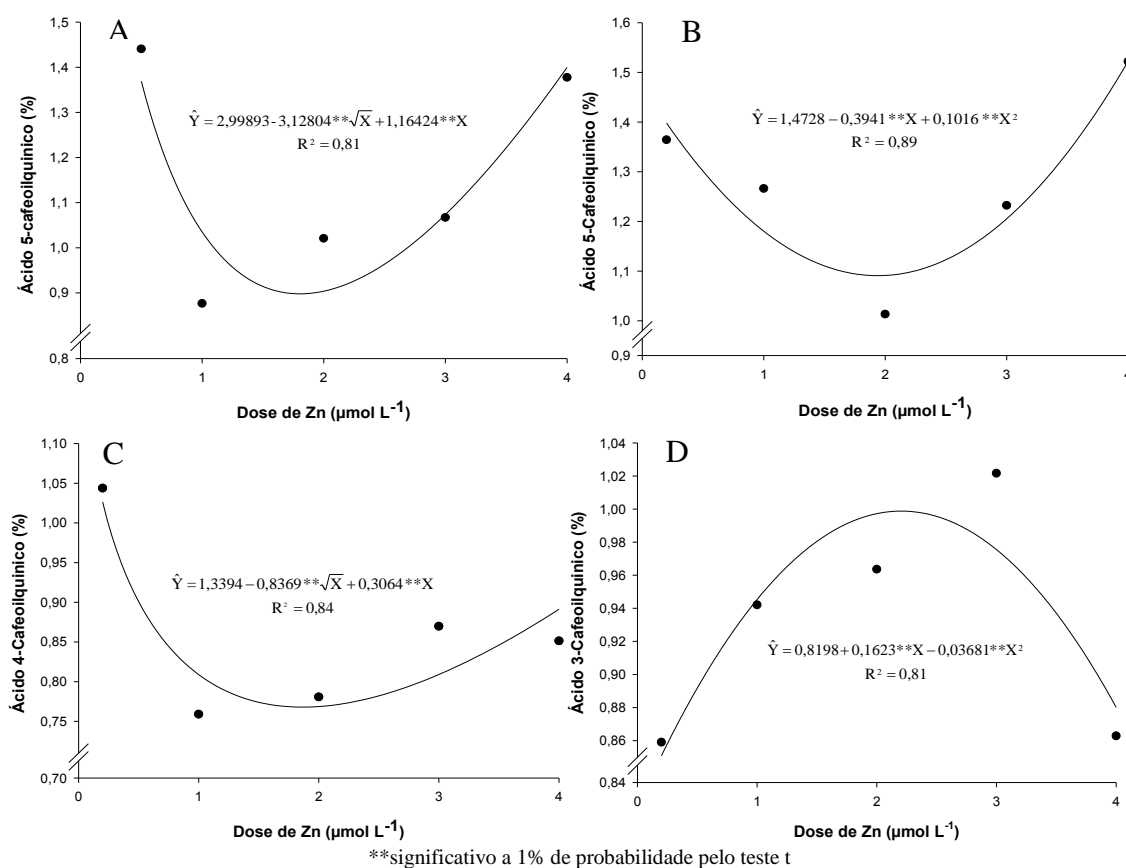 A
1,5
1,4
1,3
1,2
1,1
1,0
0,9
0,8
Ácido 5-cafeoilquinico (%)
Ŷ = 2,99893 - 3,12804 **√X + 1,16424 **X
R² = 0,81
0 1 2 3 4
Dose de Zn (µmol L⁻¹)
B
1,6
1,5
1,4
1,3
1,2
1,1
1,0
0,9
Ácido 5-Cafeoilquinico (%)
Ŷ = 1,4728 − 0,3941 **X + 0,1016 **X²
R² = 0,89
0 1 2 3 4
Dose de Zn (µmol L⁻¹)
C
1,10
1,05
1,00
0,95
0,90
0,85
0,80
0,75
0,70
Ácido 4-Cafeoilquinico (%)
Ŷ = 1,3394 − 0,8369 **√X + 0,3064 **X
R² = 0,84
0 1 2 3 4
Dose de Zn (µmol L⁻¹)
D
1,04
1,02
1,00
0,98
0,96
0,94
0,92
0,90
0,88
0,86
0,84
Ácido 3-Cafeoilquinico (%)
Ŷ = 0,8198 + 0,1623**X − 0,03681**X²
R² = 0,81
0 1 2 3 4
Dose de Zn (µmol L⁻¹)
**significativo a 1% de probabilidade pelo teste t